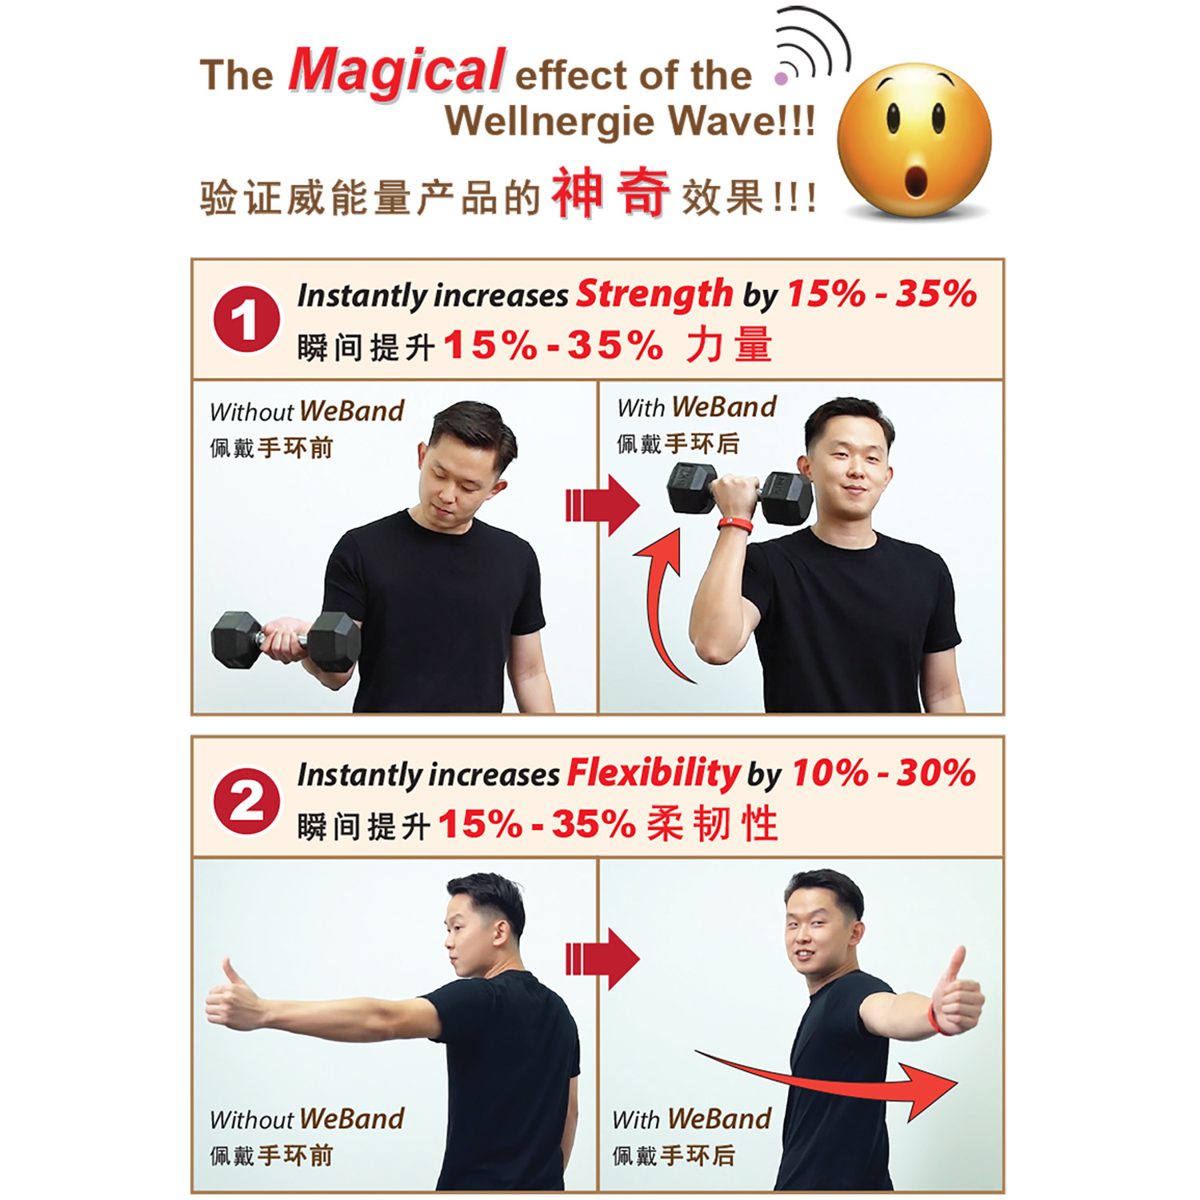 The Magical effect of the
Wellnergie Wave!!!
验证威能量产品的神奇效果!!!
1 Instantly increases Strength by 15% - 35%
瞬间提升15% - 35% 力量
Without WeBand
佩戴手环前
With WeBand
佩戴手环后
2 Instantly increases Flexibility by 10% - 30%
瞬间提升15% - 35% 柔韧性
Without WeBand
佩戴手环前
With WeBand
佩戴手环后